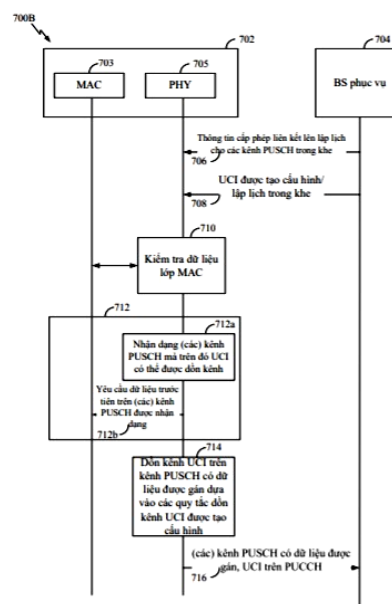 700B
702
704
703
705
MAC
PHY
BS phục vụ
Thông tin cấp phép liên kết lên lập lịch
cho các kênh PUSCH trong khe
706
UCI được tạo cấu hình/
lập lịch trong khe
708
710
Kiểm tra dữ liệu
lớp MAC
712
712a
Nhận dạng (các) kênh
PUSCH mà trên đó UCI
có thể được dồn kênh
Yêu cầu dữ liệu trước
tiên trên (các) kênh
PUSCH được nhận
dạng
712b
714
Dồn kênh UCI trên
kênh PUSCH có dữ liệu
được gán dựa
vào các quy tắc dồn
kênh UCI được tạo
cấu hình
(các) kênh PUSCH có dữ liệu được
gán, UCI trên PUCCH
716